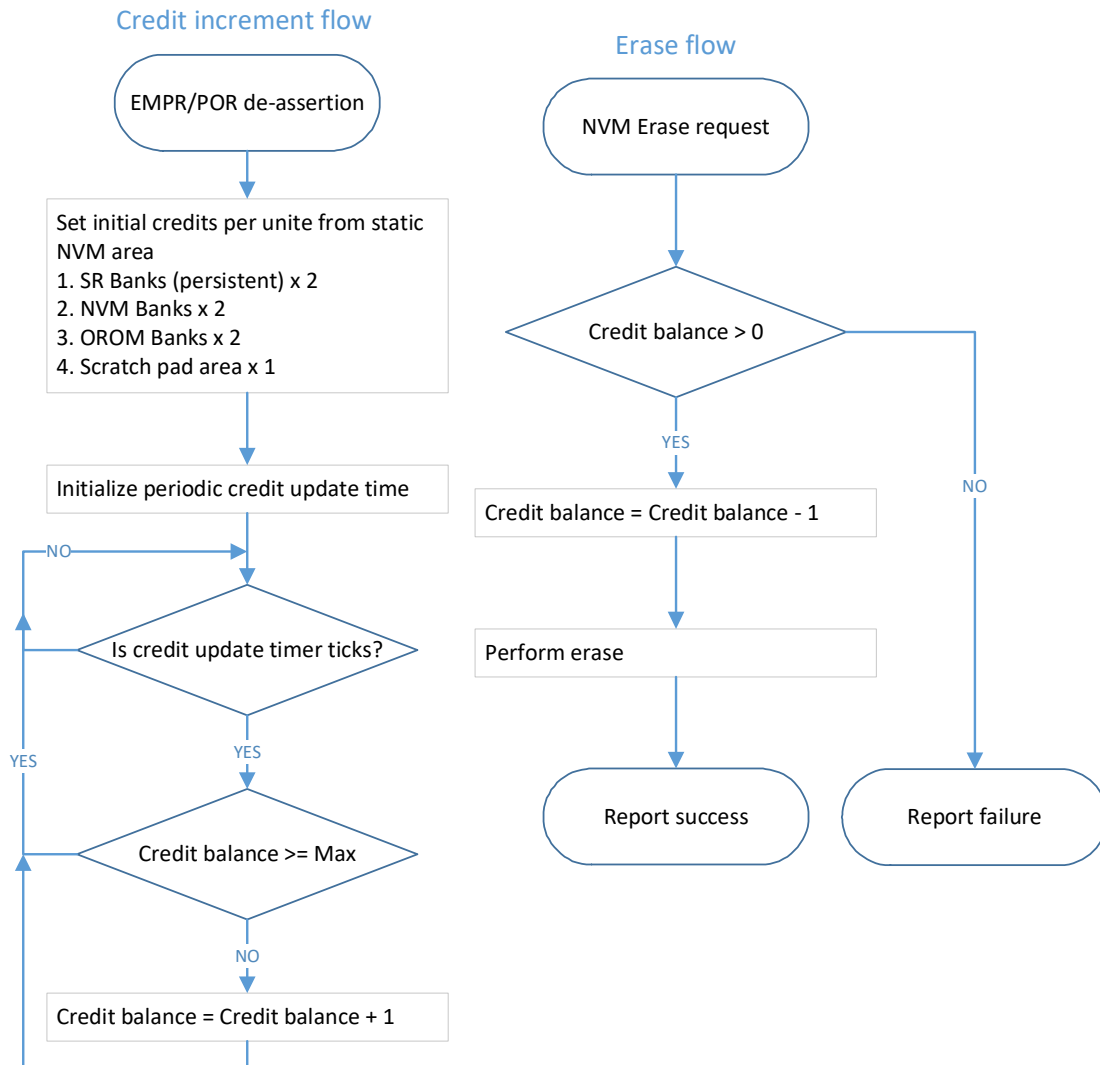 Credit increment flow
EMPR/POR de-assertion
Set initial credits per unite from static
NVM area
1. SR Banks (persistent) x 2
2. NVM Banks x 2
3. OROM Banks x 2
4. Scratch pad area x 1
Initialize periodic credit update time
NO
Is credit update timer ticks?
YES
YES
Credit balance >= Max
NO
Credit balance = Credit balance + 1
Erase flow
NVM Erase request
Credit balance > 0
YES
NO
Credit balance = Credit balance - 1
Perform erase
Report success
Report failure